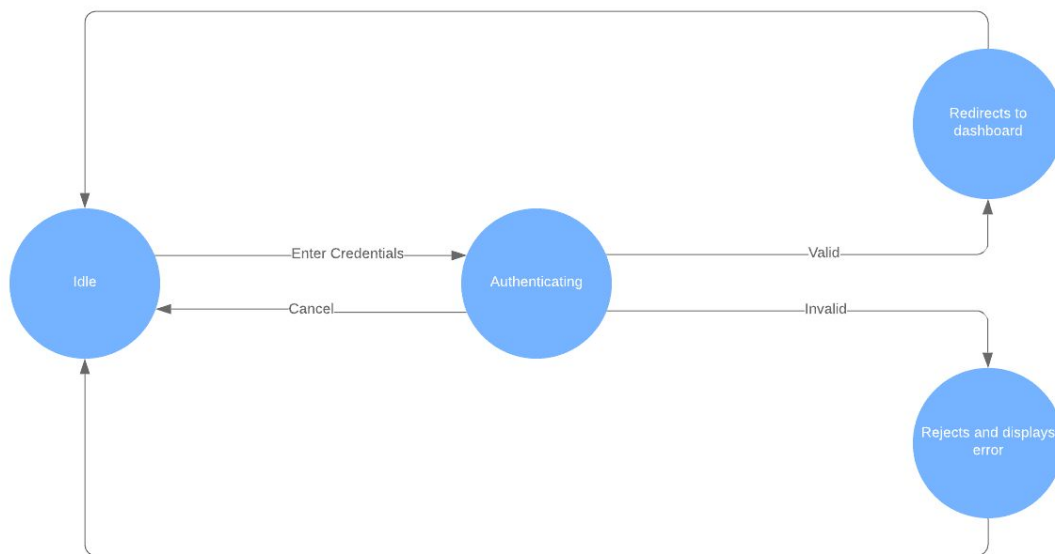 Redirects to
dashboard
Enter Credentials
Valid
Idle
Authenticating
Cancel
Invalid
Rejects and displays
error